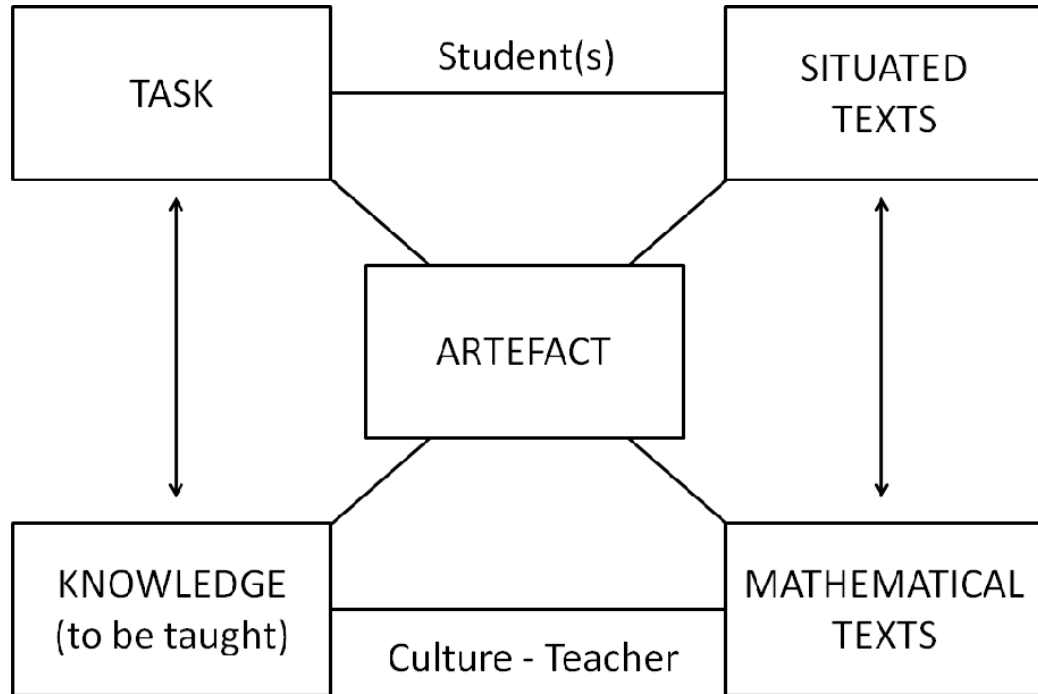 Student(s)
TASK
SITUATED
TEXTS
ARTEFACT
KNOWLEDGE
(to be taught)
MATHEMATICAL
TEXTS
Culture - Teacher